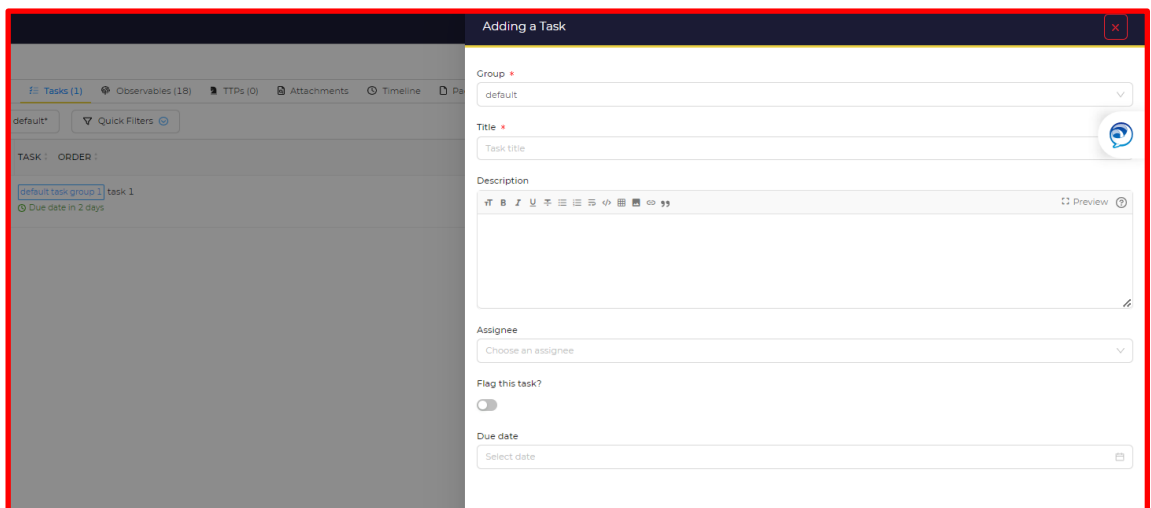 Adding a Task
Tasks (1) Observables (18) TTPs (0) Attachments Timeline Pa
default* Quick Filters
TASK ORDER
default task group 1 task 1
Due date in 2 days
Group *
default
Title *
Task title
Description
Preview
Assignee
Choose an assignee
Flag this task?
Due date
Select date